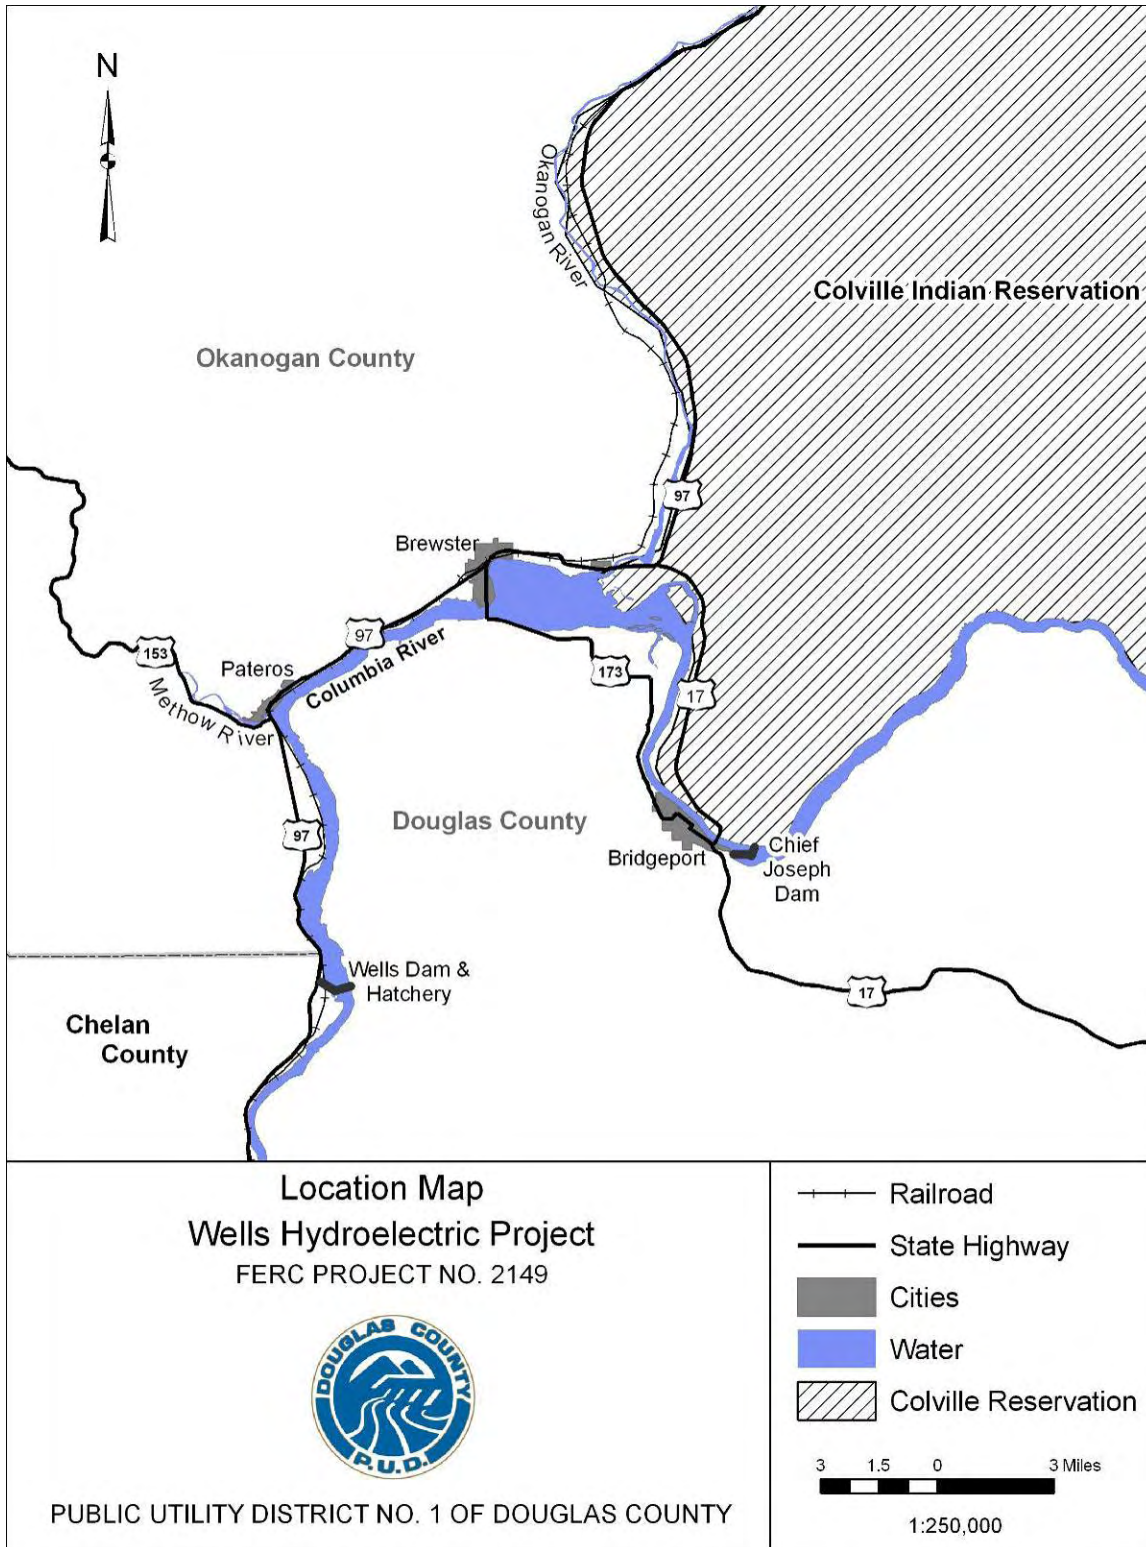 N
Okanogan River
Colville Indian Reservation
Okanogan County
97
Brewster
97
153
Pateros
Columbia River
173
17
Methow River
Douglas County
97
Bridgeport
Chief
Joseph
Dam
Wells Dam &
Hatchery
17
Chelan
County
Location Map
Wells Hydroelectric Project
FERC PROJECT NO. 2149
DOUGLAS COUNTY
P.U.D.
PUBLIC UTILITY DISTRICT NO. 1 OF DOUGLAS COUNTY
Railroad
State Highway
Cities
Water
Colville Reservation
3 1.5 0 3 Miles
1:250,000